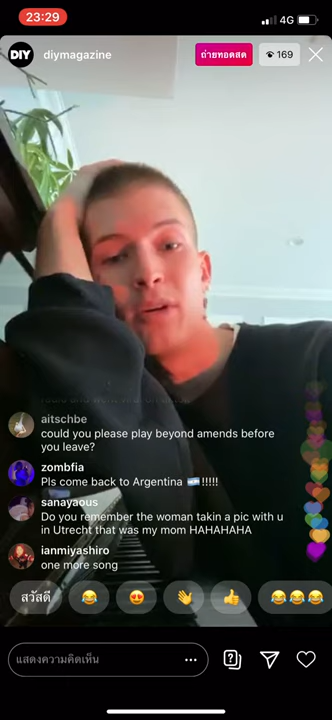 23:29
4G
DIY
diymagazine
ถ่ายทอดสด
169
aitschbe
could you please play beyond amends before
you leave?
zombfia
Pls come back to Argentina 🇦🇷!!!!!
sanayaous
Do you remember the woman takin a pic with u
in Utrecht that was my mom HAHAHAHA
ianmiyashiro
one more song
สวัสดี 😂 😍 👋 👍 😂😂😂
แสดงความคิดเห็น